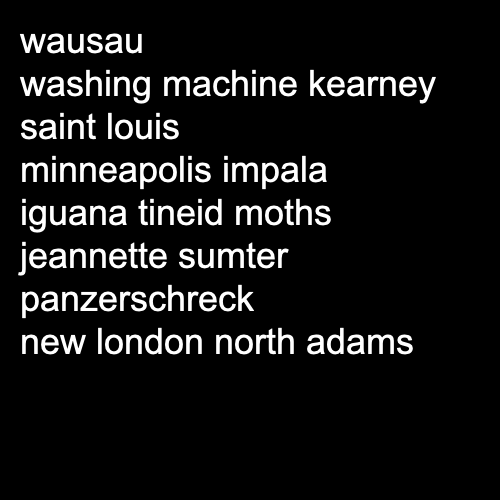 wausau
washing machine kearney
saint louis
minneapolis impala
iguana tineid moths
jeannette sumter
panzerschreck
new london north adams